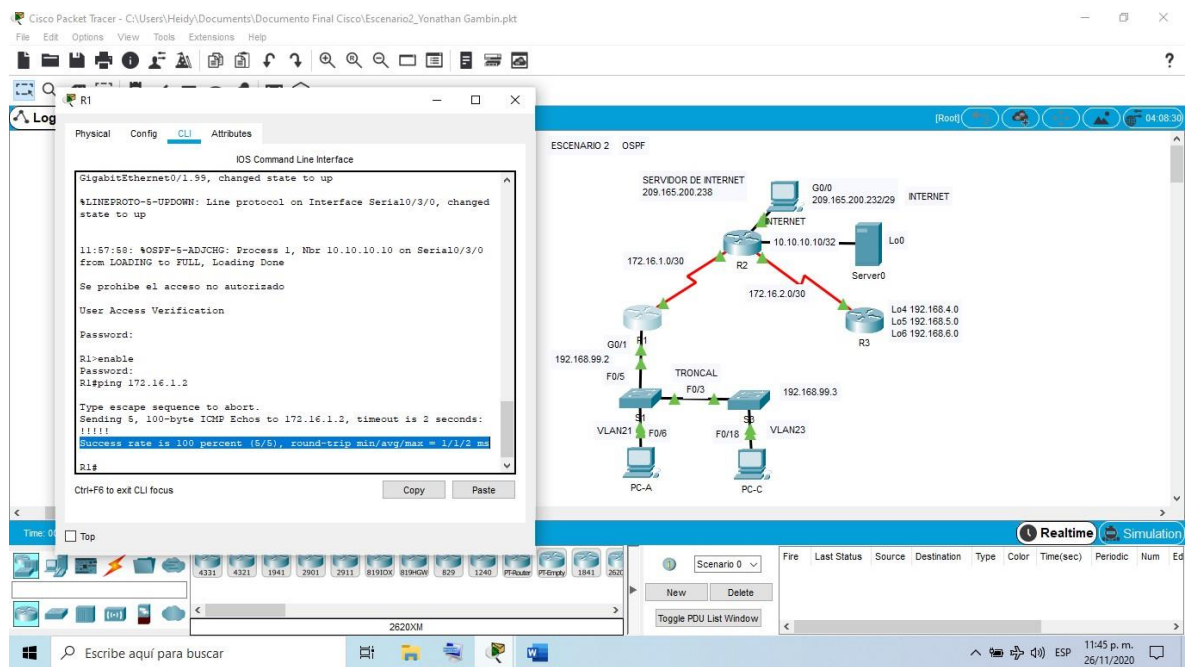 Cisco Packet Tracer - C:\Users\Heidy\Documents\Documento Final Cisco\Escenario2_Yonathan Gambin.pkt
File Edit Options View Tools Extensions Help
R1
Log
[Root]
04:08:30
Physical Config CLI Attributes
IOS Command Line Interface
GigabitEthernet0/1.99, changed state to up
%LINEPROTO-5-UPDOWN: Line protocol on Interface Serial0/3/0, changed
state to up
11:57:58: %OSPF-5-ADJCHG: Process 1, Nbr 10.10.10.10 on Serial0/3/0
from LOADING to FULL, Loading Done
Se prohibe el acceso no autorizado
User Access Verification
Password:
R1>enable
Password:
R1#ping 172.16.1.2
Type escape sequence to abort.
Sending 5, 100-byte ICMP Echos to 172.16.1.2, timeout is 2 seconds:
!!!!!
Success rate is 100 percent (5/5), round-trip min/avg/max = 1/1/2 ms
R1#
Ctrl+F6 to exit CLI focus
Copy
Paste
Top
ESCENARIO 2 OSPF
SERVIDOR DE INTERNET
209.165.200.238
G0/0
209.165.200.232/29
INTERNET
INTERNET
10.10.10.10/32
Lo0
R2
Server0
172.16.1.0/30
172.16.2.0/30
Lo4 192.168.4.0
Lo5 192.168.5.0
Lo6 192.168.6.0
R3
R1
G0/1
192.168.99.2
F0/5
TRONCAL
F0/3
192.168.99.3
S1
S3
VLAN21
F0/6
F0/18
VLAN23
PC-A
PC-C
Realtime
Simulation
4331 4321 1941 2901 2911 819IOX 819HGW 829 1240 PT-Router PT-Empty 1841
2620XM
Scenario 0
New
Delete
Toggle PDU List Window
Fire Last Status Source Destination Type Color Time(sec) Periodic Num Ed
Escribe aquí para buscar
ESP
11:45 p. m.
26/11/2020